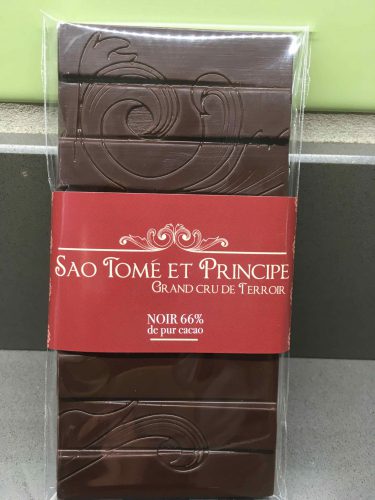 SAO TOMÉ ET PRINCIPE
GRAND CRU DE TERROIR
NOIR 66%
de pur cacao